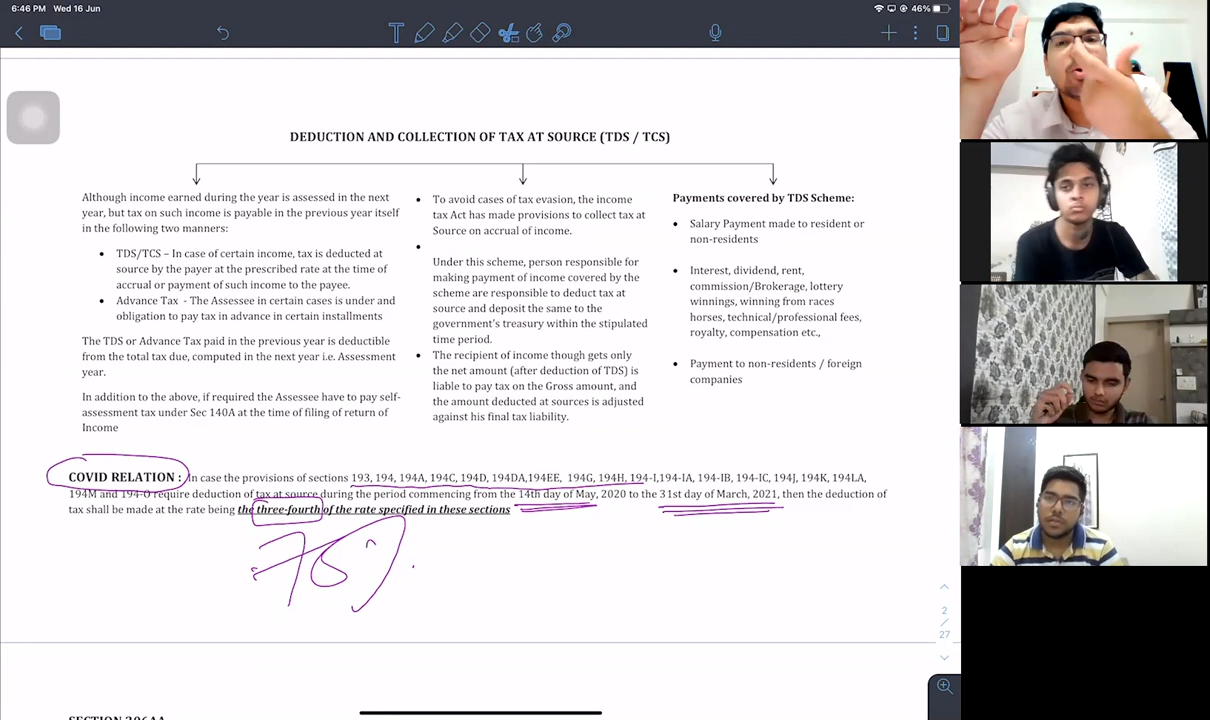 6:46 PM Wed 16 Jun
46%
DEDUCTION AND COLLECTION OF TAX AT SOURCE (TDS / TCS)
Although income earned during the year is assessed in the next
year, but tax on such income is payable in the previous year itself
in the following two manners:
• TDS/TCS – In case of certain income, tax is deducted at
source by the payer at the prescribed rate at the time of
accrual or payment of such income to the payee.
• Advance Tax - The Assessee in certain cases is under and
obligation to pay tax in advance in certain installments
The TDS or Advance Tax paid in the previous year is deductible
from the total tax due, computed in the next year i.e. Assessment
year.
In addition to the above, if required the Assessee have to pay self-
assessment tax under Sec 140A at the time of filing of return of
Income
• To avoid cases of tax evasion, the income
tax Act has made provisions to collect tax at
Source on accrual of income.
•
Under this scheme, person responsible for
making payment of income covered by the
scheme are responsible to deduct tax at
source and deposit the same to the
government's treasury within the stipulated
time period.
• The recipient of income though gets only
the net amount (after deduction of TDS) is
liable to pay tax on the Gross amount, and
the amount deducted at sources is adjusted
against his final tax liability.
Payments covered by TDS Scheme:
• Salary Payment made to resident or
non-residents
• Interest, dividend, rent,
commission/Brokerage, lottery
winnings, winning from races
horses, technical/professional fees,
royalty, compensation etc.,
• Payment to non-residents / foreign
companies
COVID RELATION : In case the provisions of sections 193, 194, 194A, 194C, 194D, 194DA,194EE, 194G, 194H, 194-I,194-IA, 194-IB, 194-IC, 194J, 194K, 194LA,
194M and 194-O require deduction of tax at source during the period commencing from the 14th day of May, 2020 to the 31st day of March, 2021, then the deduction of
tax shall be made at the rate being the three-fourth of the rate specified in these sections
75%
2
/
27
SECTION 206AA